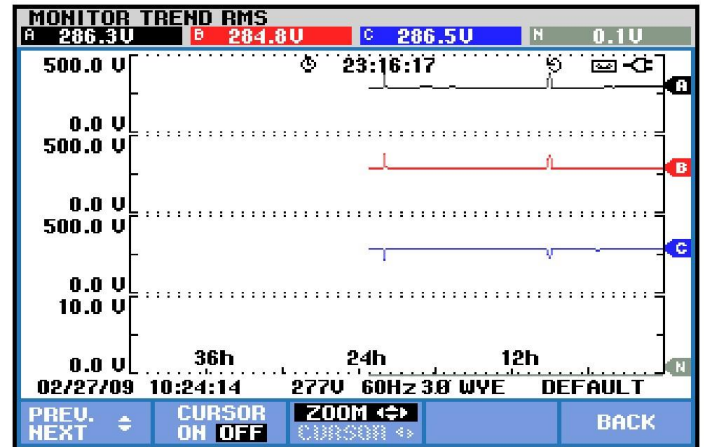 MONITOR TREND RMS
A 286.3V B 284.8V C 286.5V N 0.1V
500.0 V 23:16:17
A
0.0 V
500.0 V
B
0.0 V
500.0 V
C
0.0 V
10.0 V
36h 24h 12h
0.0 V N
02/27/09 10:24:14 277V 60Hz 3Ø WYE DEFAULT
PREV. NEXT CURSOR ON OFF ZOOM CURSOR BACK